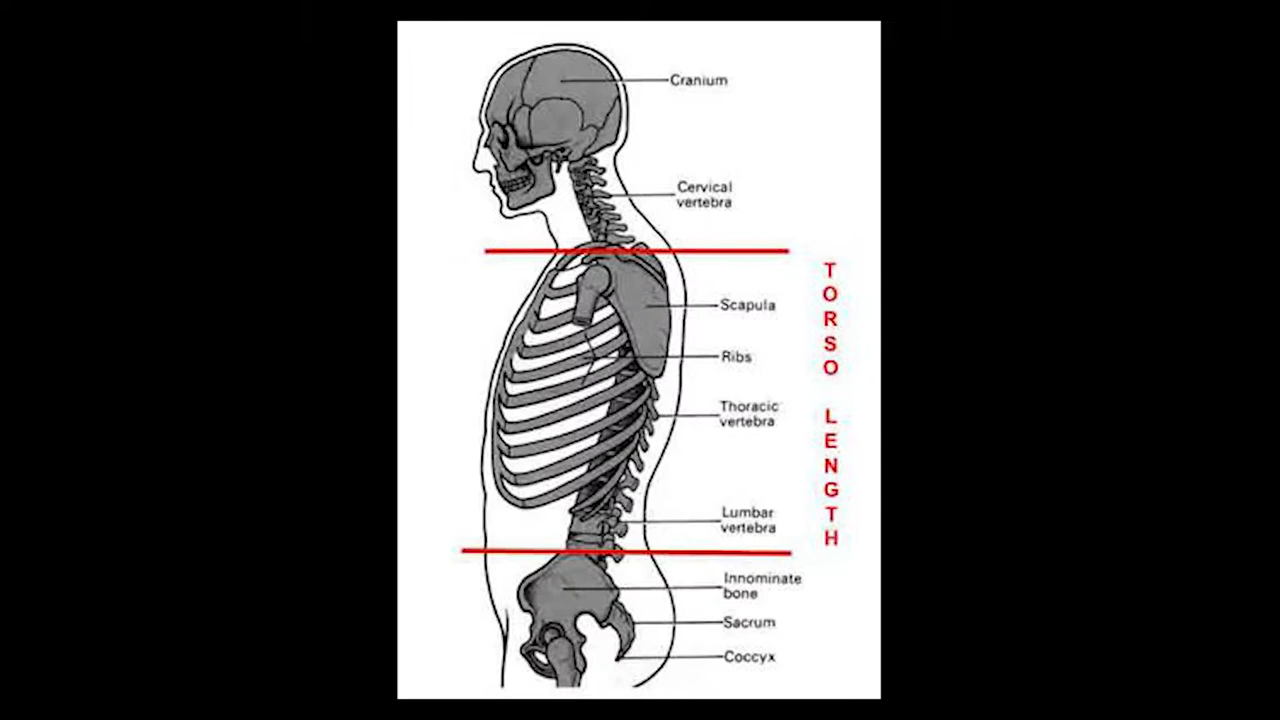 Cranium
Cervical
vertebra
Scapula
Ribs
Thoracic
vertebra
Lumbar
vertebra
Innominate
bone
Sacrum
Coccyx
TORSO LENGTH